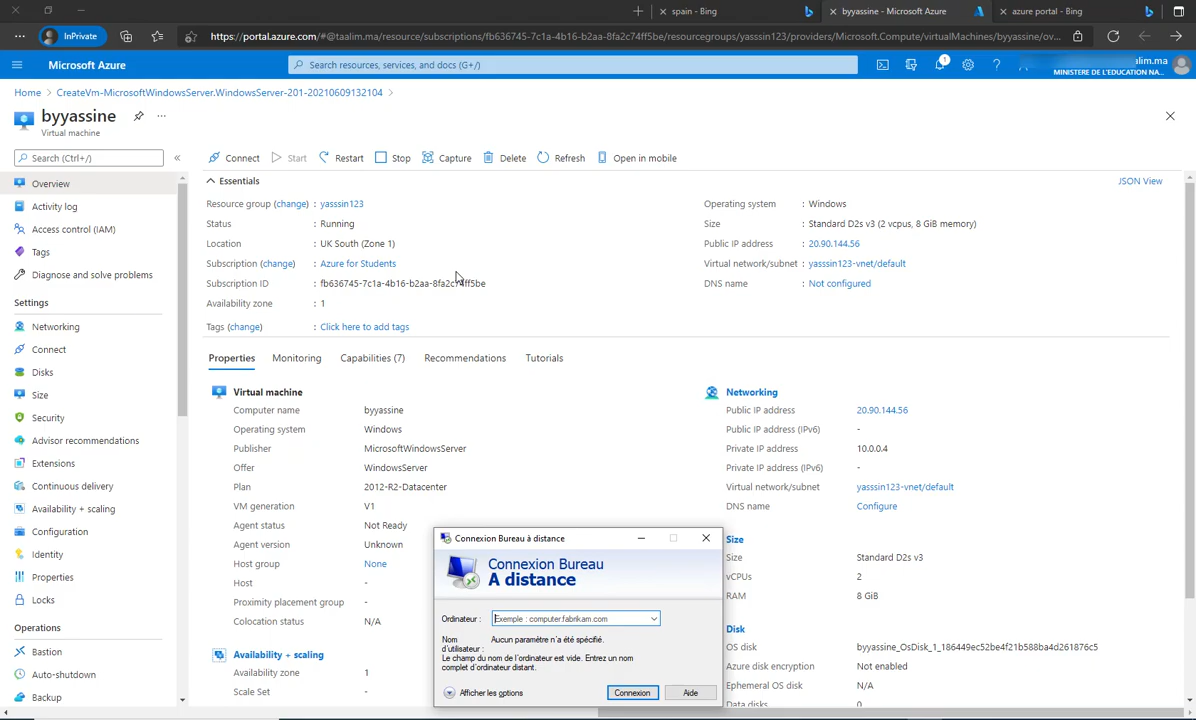 spain - Bing
byyassine - Microsoft Azure
azure portal - Bing
InPrivate
https://portal.azure.com/#@taalim.ma/resource/subscriptions/fb636745-7c1a-4b16-b2aa-8fa2c74ff5be/resourcegroups/yasssin123/providers/Microsoft.Compute/virtualMachines/byyassine/ov...
Microsoft Azure
Search resources, services, and docs (G+/)
1
alim.ma
MINISTERE DE L'EDUCATION NA...
Home > CreateVm-MicrosoftWindowsServer.WindowsServer-201-20210609132104 >
byyassine
Virtual machine
Search (Ctrl+/)
Connect
Start
Restart
Stop
Capture
Delete
Refresh
Open in mobile
Overview
Activity log
Access control (IAM)
Tags
Diagnose and solve problems
Settings
Networking
Connect
Disks
Size
Security
Advisor recommendations
Extensions
Continuous delivery
Availability + scaling
Configuration
Identity
Properties
Locks
Operations
Bastion
Auto-shutdown
Backup
Essentials
JSON View
Resource group (change) : yasssin123
Status : Running
Location : UK South (Zone 1)
Subscription (change) : Azure for Students
Subscription ID : fb636745-7c1a-4b16-b2aa-8fa2c74ff5be
Availability zone : 1
Tags (change) : Click here to add tags
Operating system : Windows
Size : Standard D2s v3 (2 vcpus, 8 GiB memory)
Public IP address : 20.90.144.56
Virtual network/subnet : yasssin123-vnet/default
DNS name : Not configured
Properties
Monitoring
Capabilities (7)
Recommendations
Tutorials
Virtual machine
Computer name byyassine
Operating system Windows
Publisher MicrosoftWindowsServer
Offer WindowsServer
Plan 2012-R2-Datacenter
VM generation V1
Agent status Not Ready
Agent version Unknown
Host group None
Host -
Proximity placement group -
Colocation status N/A
Availability + scaling
Availability zone 1
Scale Set -
Networking
Public IP address 20.90.144.56
Public IP address (IPv6) -
Private IP address 10.0.0.4
Private IP address (IPv6) -
Virtual network/subnet yasssin123-vnet/default
DNS name Configure
Size
Size Standard D2s v3
vCPUs 2
RAM 8 GiB
Disk
OS disk byyassine_OsDisk_1_186449ec52be4f21b588ba4d261876c5
Azure disk encryption Not enabled
Ephemeral OS disk N/A
Data disks 0
Connexion Bureau à distance
Connexion Bureau
A distance
Ordinateur : Exemple : computer.fabrikam.com
Nom d'utilisateur : Aucun paramètre n'a été spécifié.
Le champ du nom de l'ordinateur est vide. Entrez un nom
complet d'ordinateur distant.
Afficher les options
Connexion
Aide